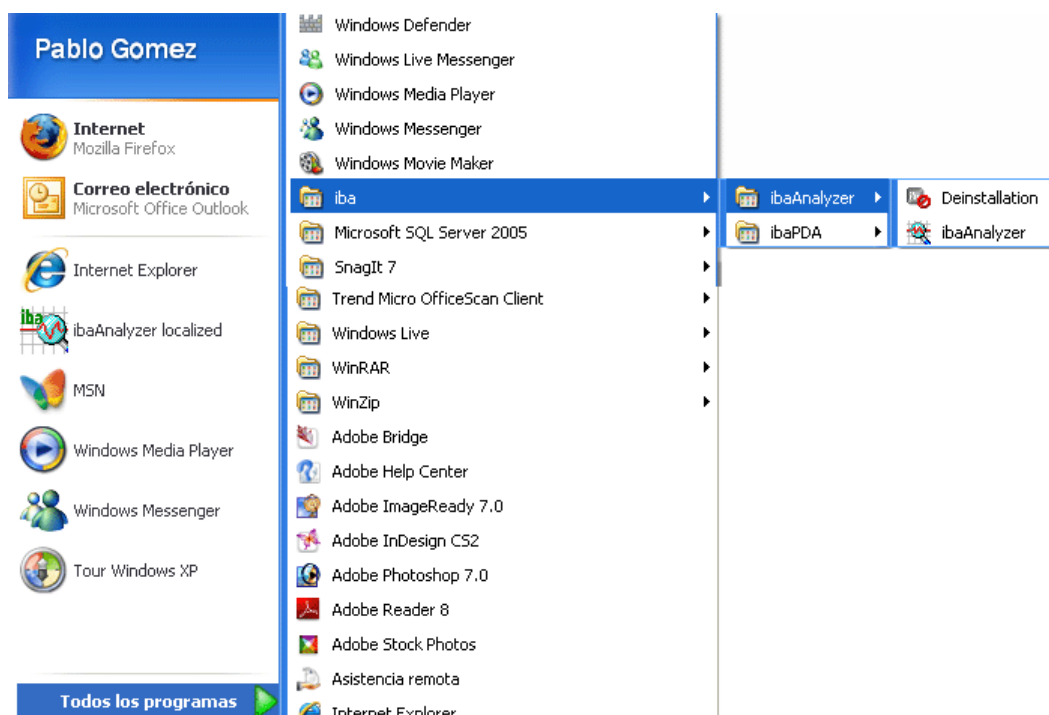 Pablo Gomez
Internet
Mozilla Firefox
Correo electrónico
Microsoft Office Outlook
Internet Explorer
iba
ibaAnalyzer localized
MSN
Windows Media Player
Windows Messenger
Tour Windows XP
Todos los programas
Windows Defender
Windows Live Messenger
Windows Media Player
Windows Messenger
Windows Movie Maker
iba
Microsoft SQL Server 2005
SnagIt 7
Trend Micro OfficeScan Client
Windows Live
WinRAR
WinZip
Adobe Bridge
Adobe Help Center
Adobe ImageReady 7.0
Adobe InDesign CS2
Adobe Photoshop 7.0
Adobe Reader 8
Adobe Stock Photos
Asistencia remota
Internet Explorer
ibaAnalyzer
ibaPDA
Deinstallation
ibaAnalyzer